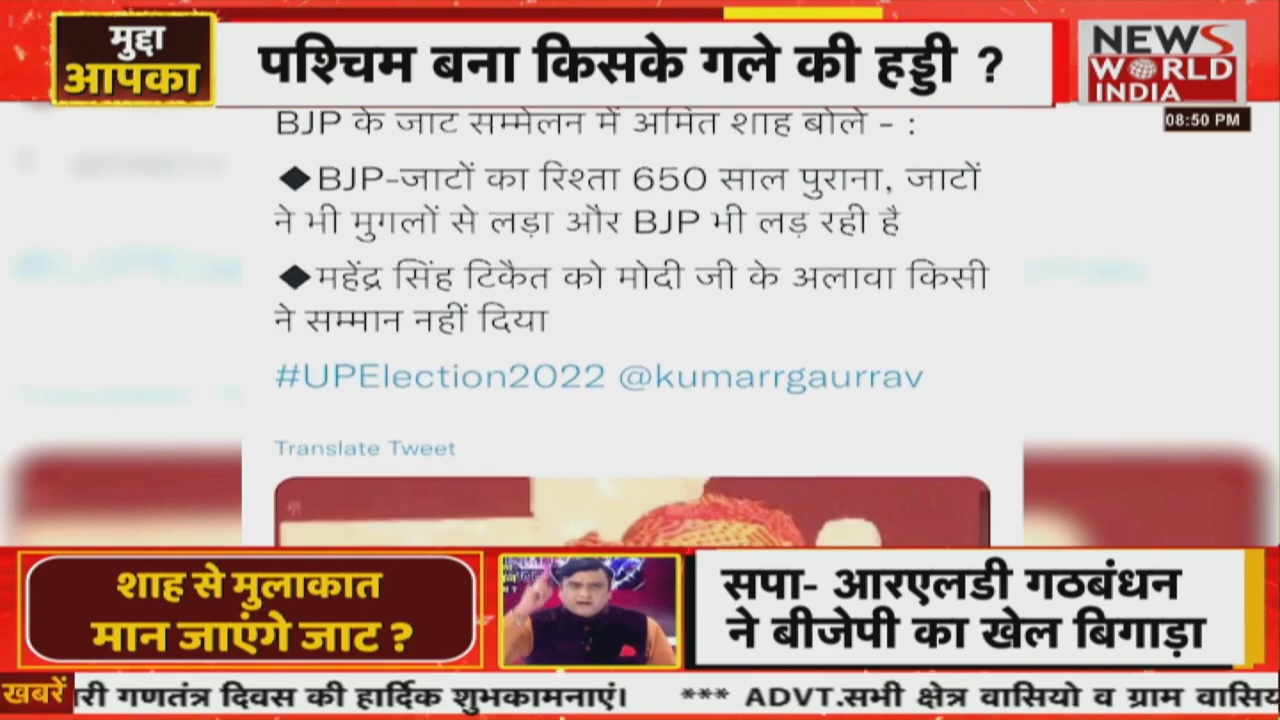 मुद्दा
आपका
पश्चिम बना किसके गले की हड्डी ?
NEWS
WORLD
INDIA
08:50 PM
BJP के जाट सम्मेलन में अमित शाह बोले - :
◆BJP-जाटों का रिश्ता 650 साल पुराना, जाटों
ने भी मुगलों से लड़ा और BJP भी लड़ रही है
◆महेंद्र सिंह टिकैत को मोदी जी के अलावा किसी
ने सम्मान नहीं दिया
#UPElection2022 @kumarrgaurrav
Translate Tweet
शाह से मुलाकात
मान जाएंगे जाट ?
सपा- आरएलडी गठबंधन
ने बीजेपी का खेल बिगाड़ा
खबरें
री गणतंत्र दिवस की हार्दिक शुभकामनाएं। *** ADVT.सभी क्षेत्र वासियो व ग्राम वासिय